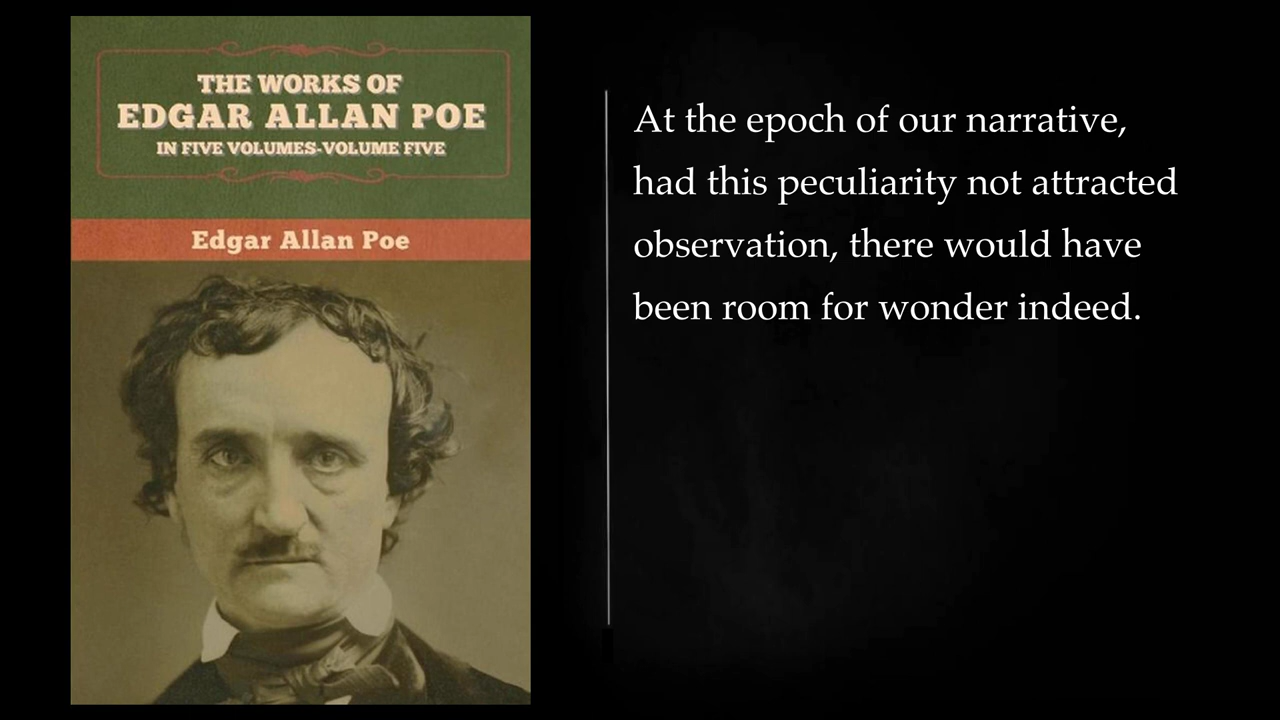 THE WORKS OF
EDGAR ALLAN POE
IN FIVE VOLUMES-VOLUME FIVE
Edgar Allan Poe
At the epoch of our narrative,
had this peculiarity not attracted
observation, there would have
been room for wonder indeed.